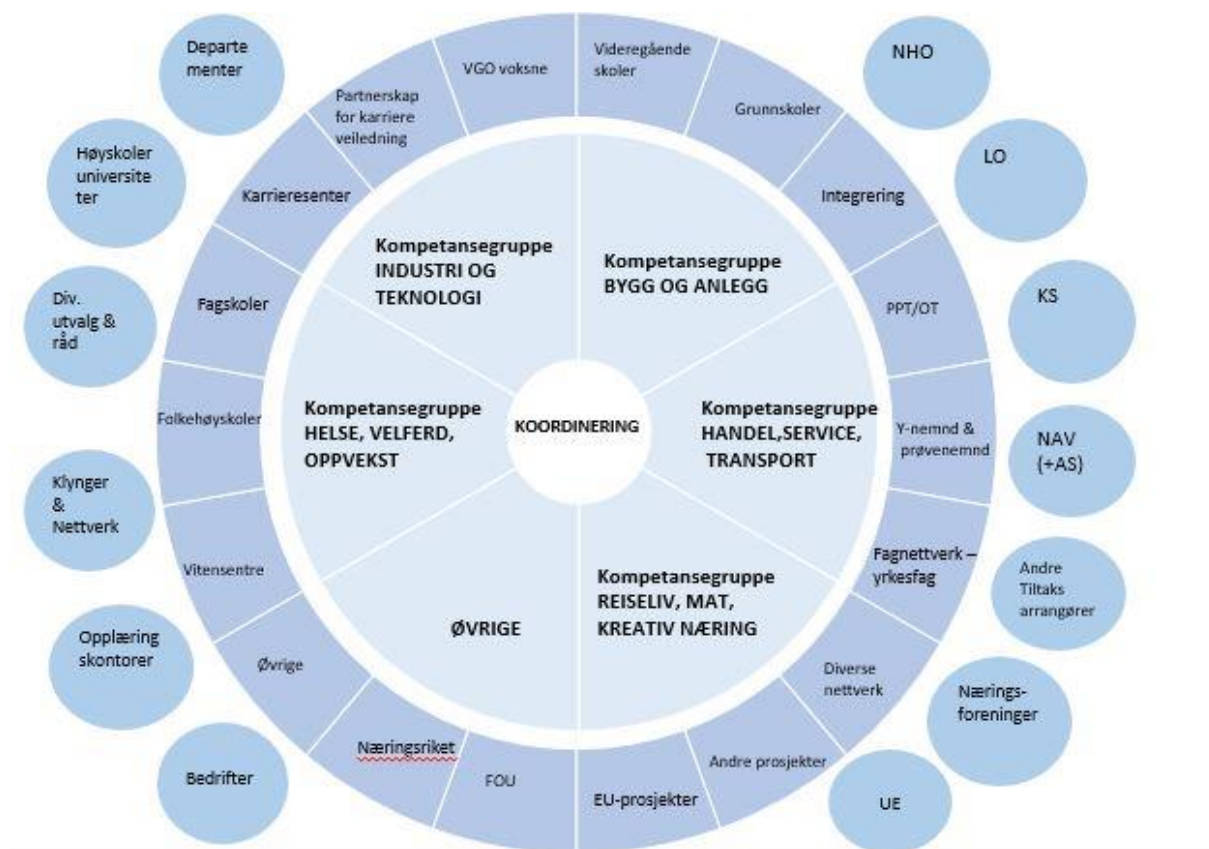 Departe
menter
Høyskoler
universite
ter
Div.
utvalg &
råd
Klynger
&
Nettverk
Opplæring
skontorer
Bedrifter
NHO
LO
KS
NAV
(+AS)
Andre
Tiltaks
arrangører
Nærings-
foreninger
UE
VGO voksne
Videregående
skoler
Grunnskoler
Integrering
PPT/OT
Y-nemnd &
prøvenemnd
Fagnettverk –
yrkesfag
Diverse
nettverk
Andre prosjekter
EU-prosjekter
FOU
Næringsriket
Øvrige
Vitensentre
Folkehøyskoler
Fagskoler
Karrieresenter
Partnerskap
for karriere
veiledning
Kompetansegruppe
INDUSTRI OG
TEKNOLOGI
Kompetansegruppe
BYGG OG ANLEGG
Kompetansegruppe
HELSE, VELFERD,
OPPVEKST
KOORDINERING
Kompetansegruppe
HANDEL,SERVICE,
TRANSPORT
ØVRIGE
Kompetansegruppe
REISELIV, MAT,
KREATIV NÆRING